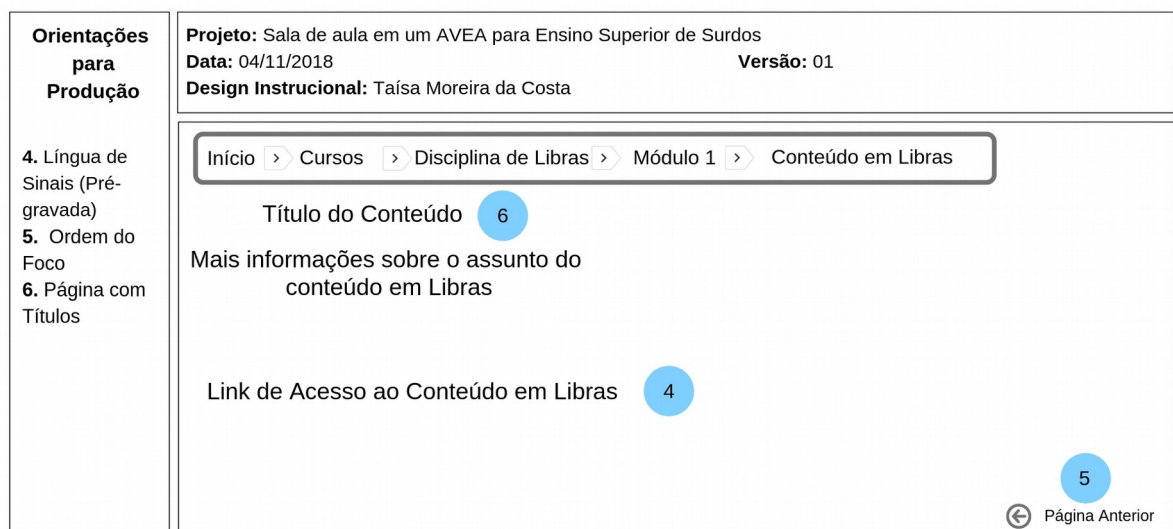 Orientações
para
Produção
4. Língua de
Sinais (Pré-
gravada)
5. Ordem do
Foco
6. Página com
Títulos
Projeto: Sala de aula em um AVEA para Ensino Superior de Surdos
Data: 04/11/2018 Versão: 01
Design Instrucional: Taísa Moreira da Costa
Início > Cursos > Disciplina de Libras > Módulo 1 > Conteúdo em Libras
Título do Conteúdo 6
Mais informações sobre o assunto do
conteúdo em Libras
Link de Acesso ao Conteúdo em Libras 4
5
Página Anterior